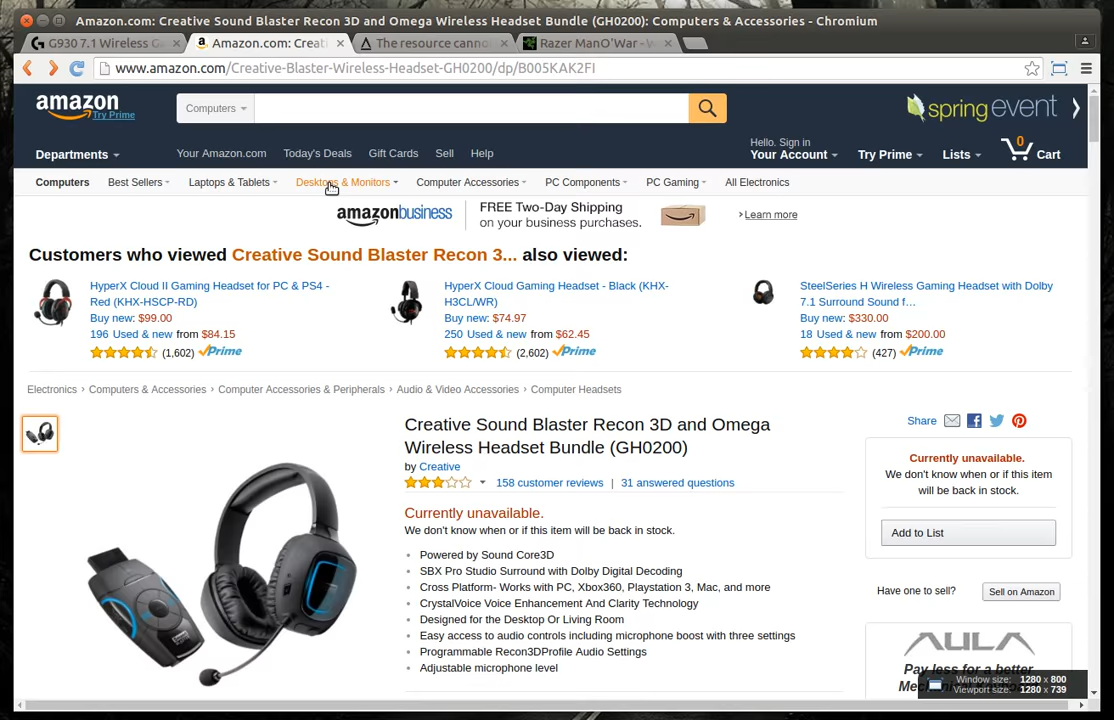 Amazon.com: Creative Sound Blaster Recon 3D and Omega Wireless Headset Bundle (GH0200): Computers & Accessories - Chromium
G930 7.1 Wireless Ga
Amazon.com: Creati
The resource canno
Razer ManO'War - W
www.amazon.com/Creative-Blaster-Wireless-Headset-GH0200/dp/B005KAK2FI
amazon
Try Prime
Computers
spring event
Departments
Your Amazon.com
Today's Deals
Gift Cards
Sell
Help
Hello. Sign in
Your Account
Try Prime
Lists
0
Cart
Computers
Best Sellers
Laptops & Tablets
Desktops & Monitors
Computer Accessories
PC Components
PC Gaming
All Electronics
amazonbusiness
FREE Two-Day Shipping
on your business purchases.
Learn more
Customers who viewed Creative Sound Blaster Recon 3... also viewed:
HyperX Cloud II Gaming Headset for PC & PS4 -
Red (KHX-HSCP-RD)
Buy new: $99.00
196 Used & new from $84.15
(1,602) Prime
HyperX Cloud Gaming Headset - Black (KHX-
H3CL/WR)
Buy new: $74.97
250 Used & new from $62.45
(2,602) Prime
SteelSeries H Wireless Gaming Headset with Dolby
7.1 Surround Sound f...
Buy new: $330.00
18 Used & new from $200.00
(427) Prime
Electronics › Computers & Accessories › Computer Accessories & Peripherals › Audio & Video Accessories › Computer Headsets
Creative Sound Blaster Recon 3D and Omega
Wireless Headset Bundle (GH0200)
by Creative
158 customer reviews | 31 answered questions
Currently unavailable.
We don't know when or if this item will be back in stock.
• Powered by Sound Core3D
• SBX Pro Studio Surround with Dolby Digital Decoding
• Cross Platform- Works with PC, Xbox360, Playstation 3, Mac, and more
• CrystalVoice Voice Enhancement And Clarity Technology
• Designed for the Desktop Or Living Room
• Easy access to audio controls including microphone boost with three settings
• Programmable Recon3DProfile Audio Settings
• Adjustable microphone level
Share
Currently unavailable.
We don't know when or if this item
will be back in stock.
Add to List
Have one to sell?
Sell on Amazon
AULA
Pay less for a better
Window size: 1280 x 800
Viewport size: 1280 x 739